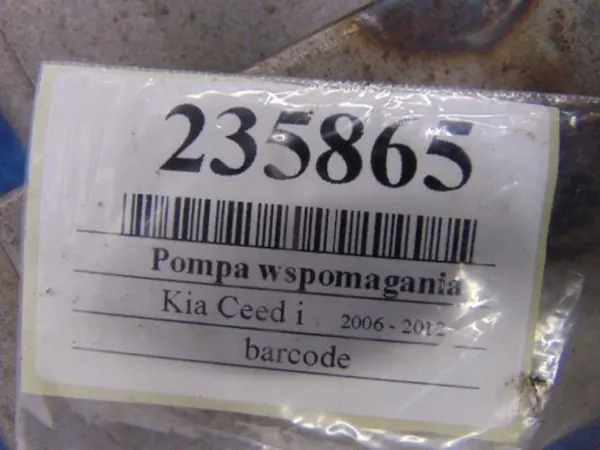 235865
Pompa wspomagania
Kia Ceed i 2006 - 2012
barcode